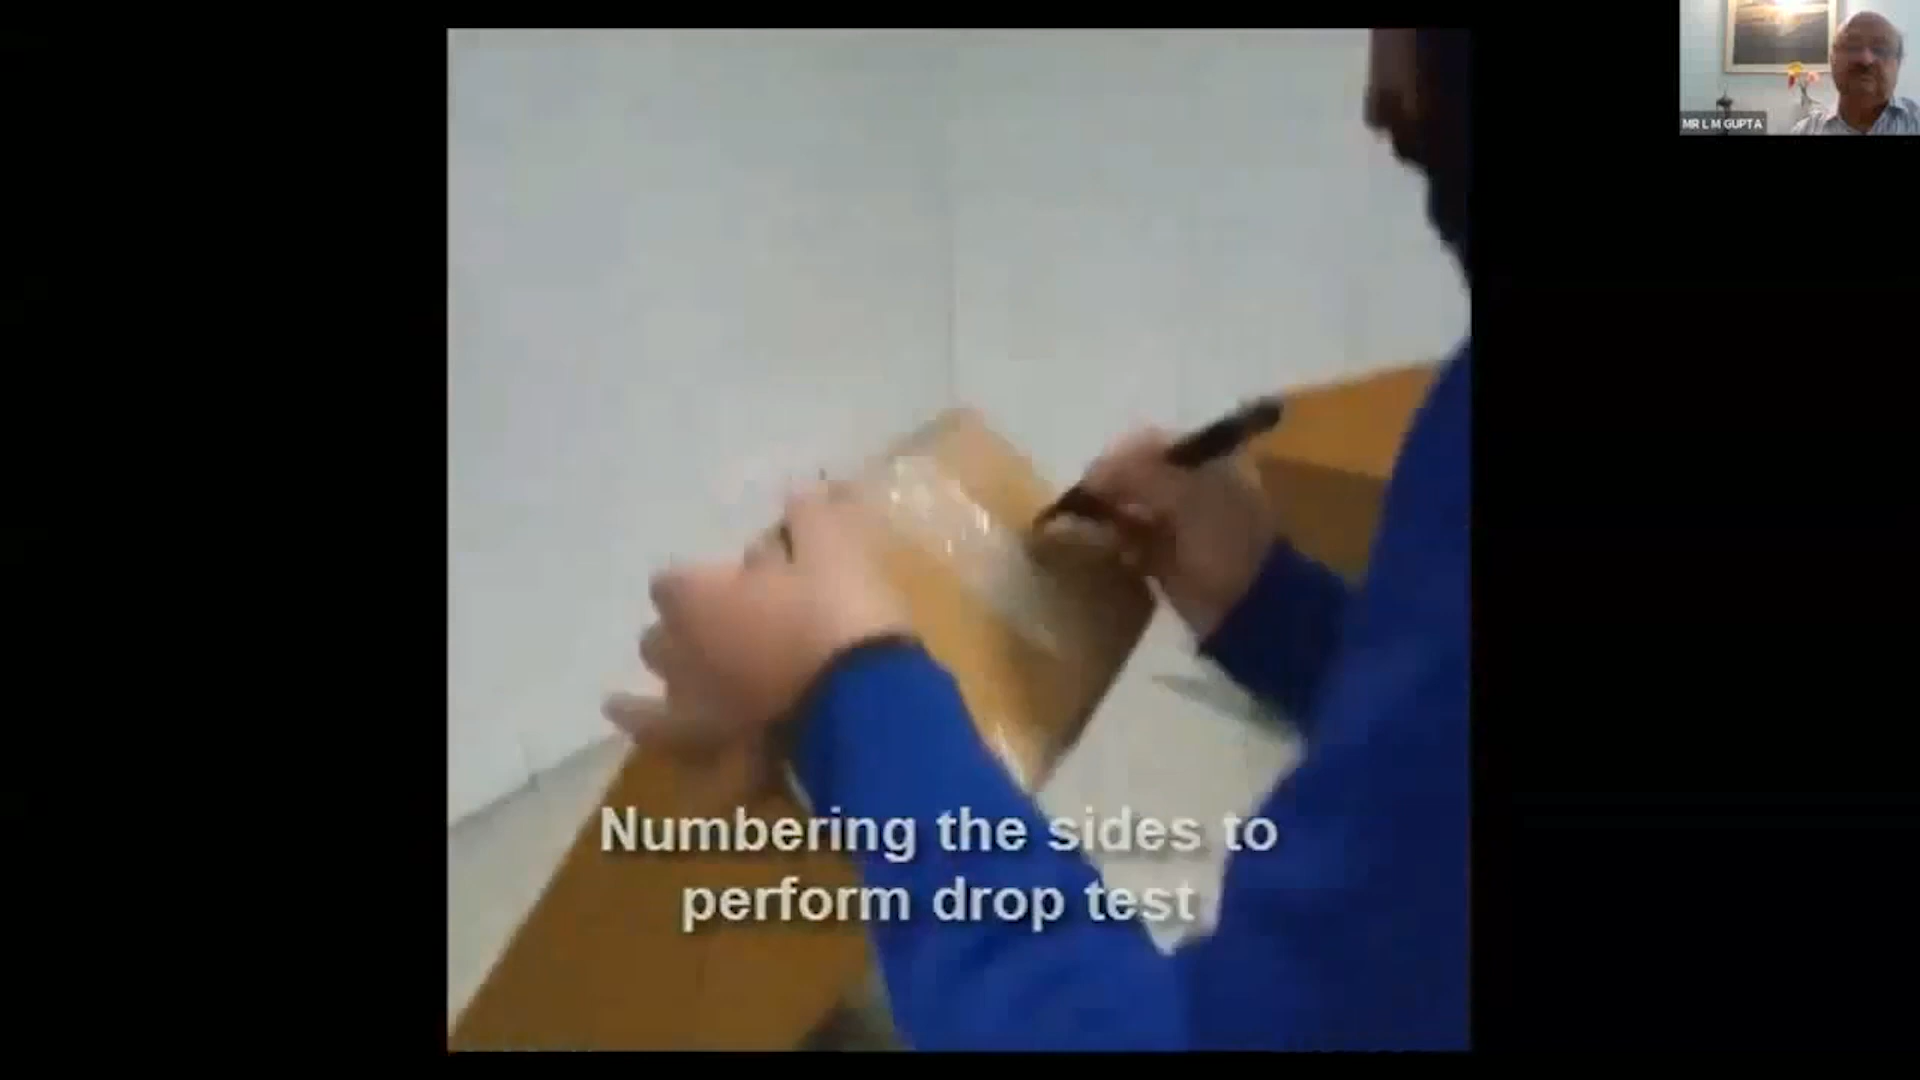 MR L M GUPTA
Numbering the sides to
perform drop test